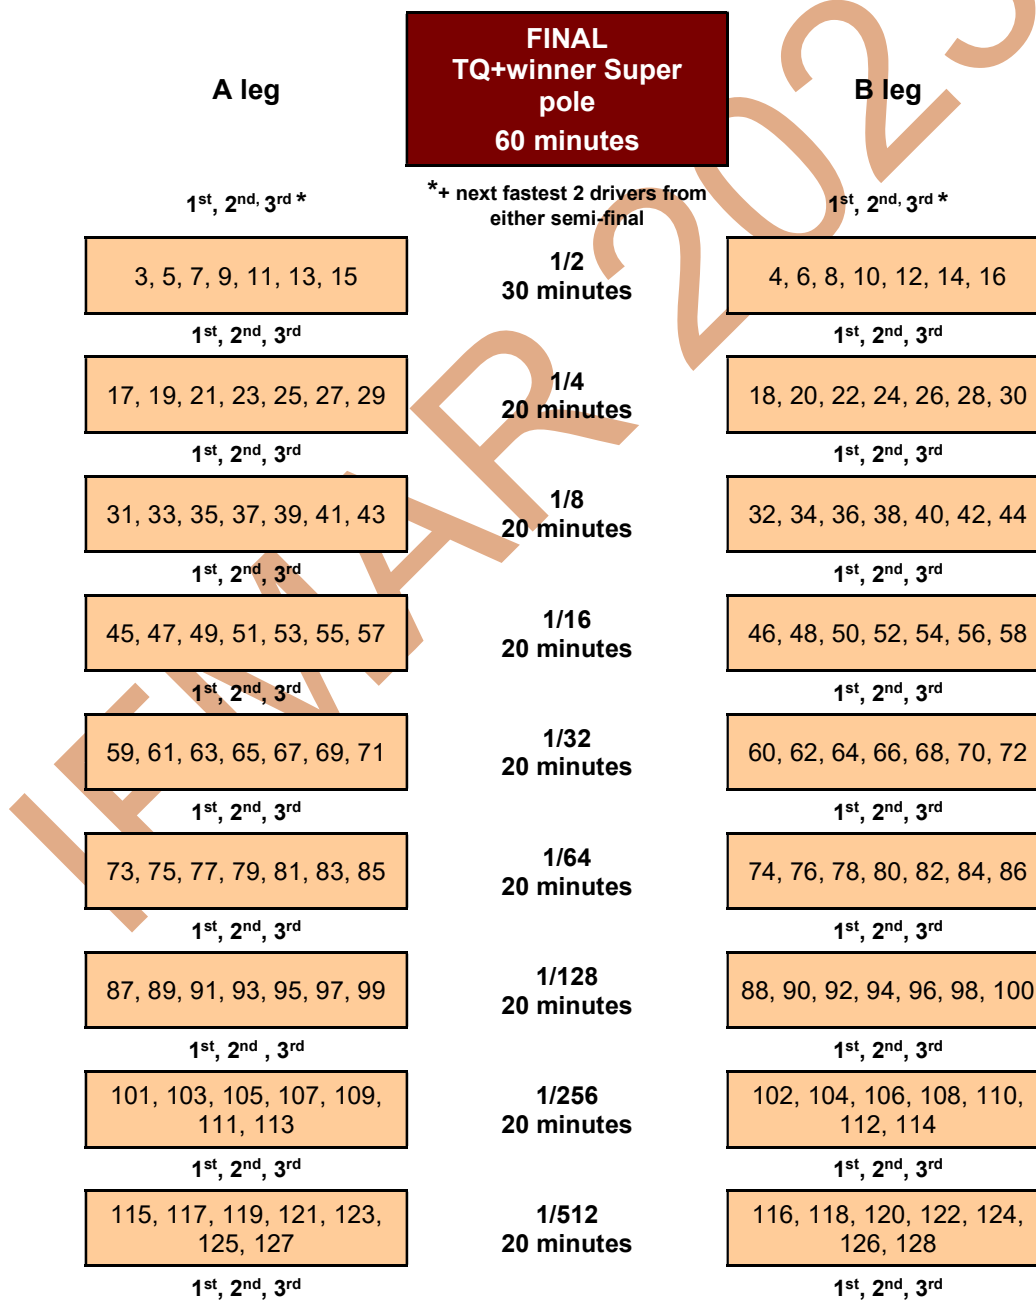 FINAL
TQ+winner Super
pole
60 minutes
A leg
B leg
1st, 2nd, 3rd *
*+ next fastest 2 drivers from
either semi-final
1st, 2nd, 3rd *
3, 5, 7, 9, 11, 13, 15
1/2
30 minutes
4, 6, 8, 10, 12, 14, 16
1st, 2nd, 3rd
1st, 2nd, 3rd
17, 19, 21, 23, 25, 27, 29
1/4
20 minutes
18, 20, 22, 24, 26, 28, 30
1st, 2nd, 3rd
1st, 2nd, 3rd
31, 33, 35, 37, 39, 41, 43
1/8
20 minutes
32, 34, 36, 38, 40, 42, 44
1st, 2nd, 3rd
1st, 2nd, 3rd
45, 47, 49, 51, 53, 55, 57
1/16
20 minutes
46, 48, 50, 52, 54, 56, 58
1st, 2nd, 3rd
1st, 2nd, 3rd
59, 61, 63, 65, 67, 69, 71
1/32
20 minutes
60, 62, 64, 66, 68, 70, 72
1st, 2nd, 3rd
1st, 2nd, 3rd
73, 75, 77, 79, 81, 83, 85
1/64
20 minutes
74, 76, 78, 80, 82, 84, 86
1st, 2nd, 3rd
1st, 2nd, 3rd
87, 89, 91, 93, 95, 97, 99
1/128
20 minutes
88, 90, 92, 94, 96, 98, 100
1st, 2nd , 3rd
1st, 2nd, 3rd
101, 103, 105, 107, 109,
111, 113
1/256
20 minutes
102, 104, 106, 108, 110,
112, 114
1st, 2nd, 3rd
1st, 2nd, 3rd
115, 117, 119, 121, 123,
125, 127
1/512
20 minutes
116, 118, 120, 122, 124,
126, 128
1st, 2nd, 3rd
1st, 2nd, 3rd
IFMAR 2023